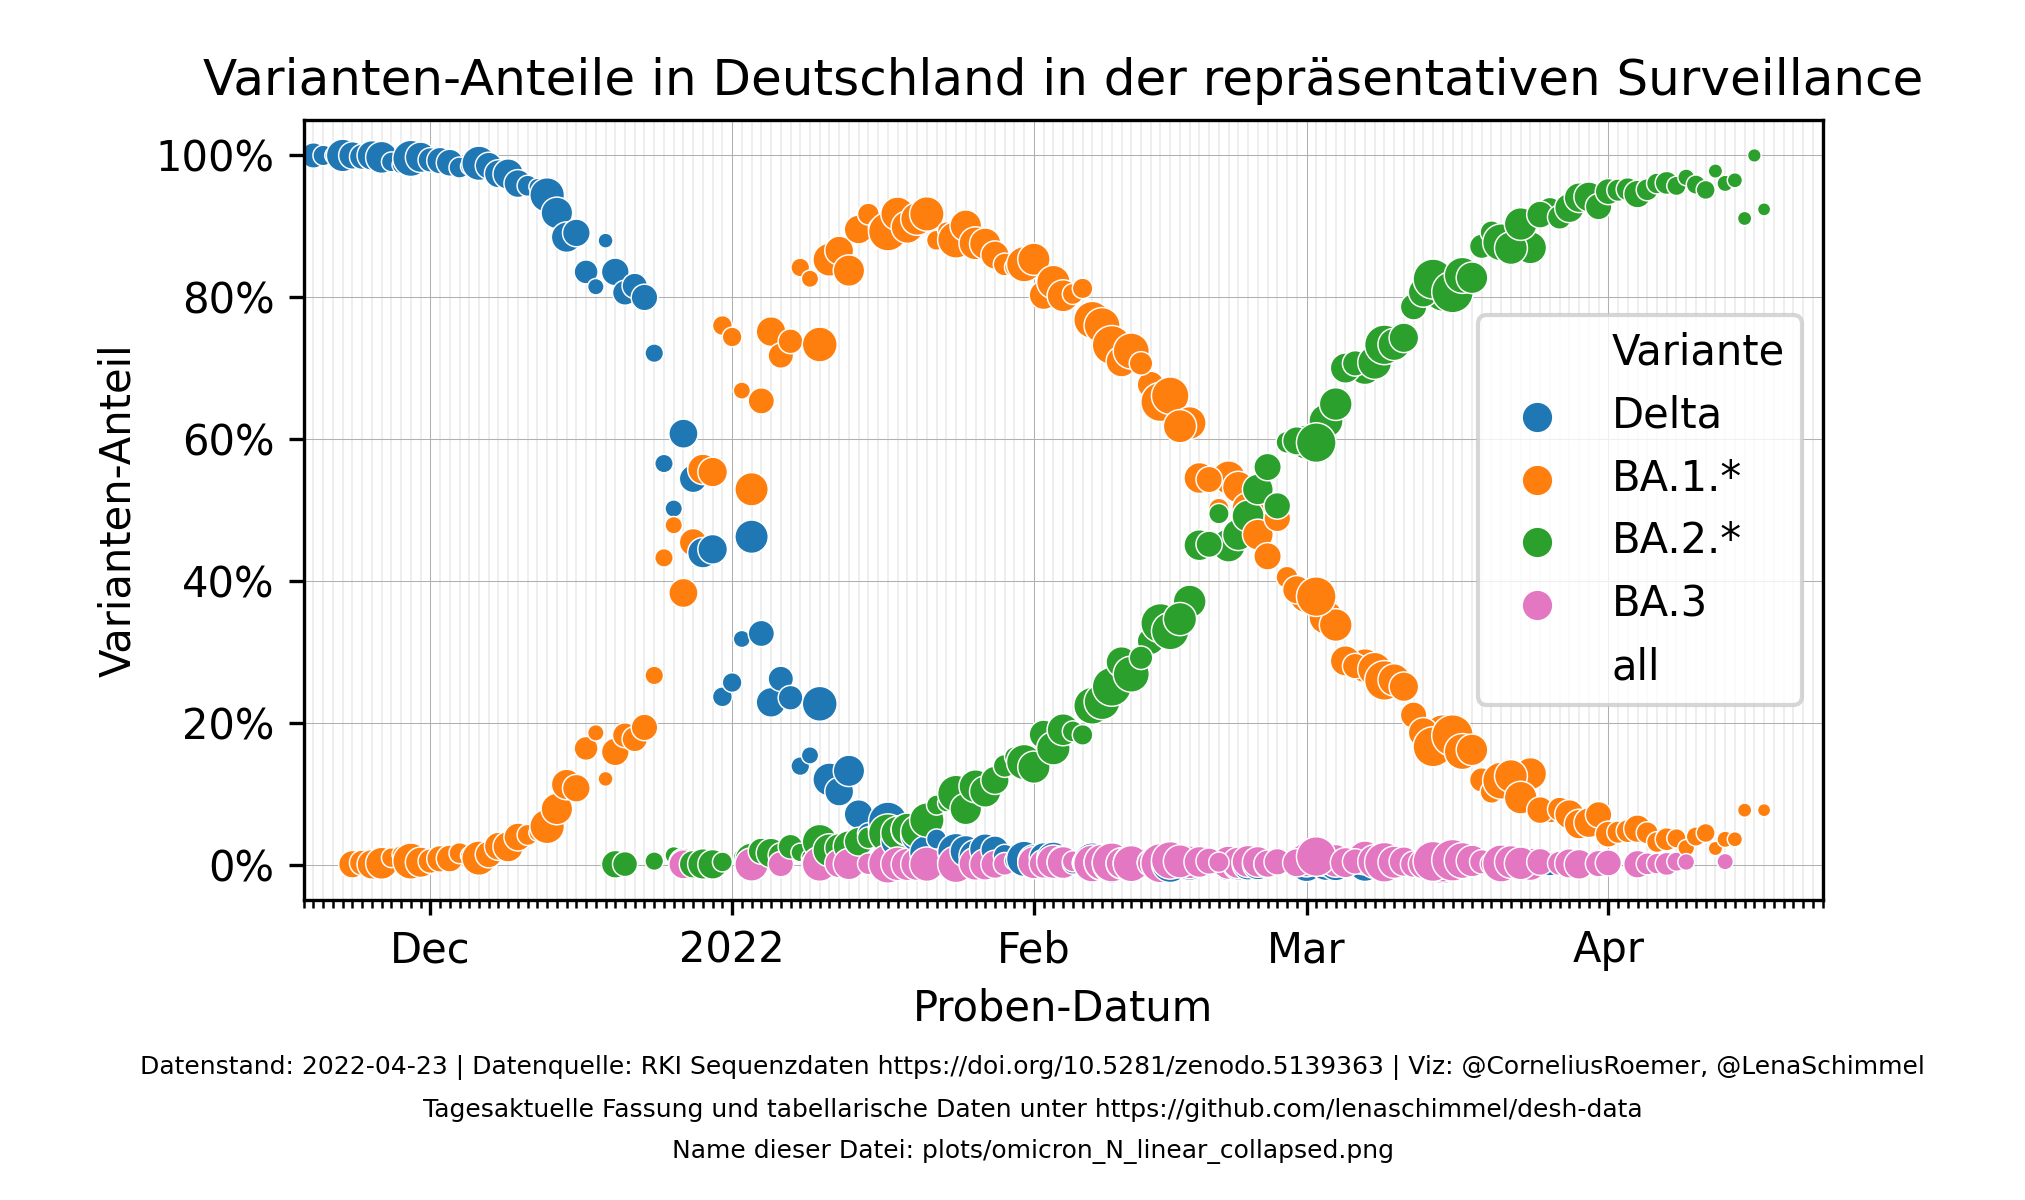 Varianten-Anteile in Deutschland in der repräsentativen Surveillance
100%
80%
60%
40%
20%
0%
Varianten-Anteil
Variante
Delta
BA.1.*
BA.2.*
BA.3
all
Dec 2022 Feb Mar Apr
Proben-Datum
Datenstand: 2022-04-23 | Datenquelle: RKI Sequenzdaten https://doi.org/10.5281/zenodo.5139363 | Viz: @CorneliusRoemer, @LenaSchimmel
Tagesaktuelle Fassung und tabellarische Daten unter https://github.com/lenaschimmel/desh-data
Name dieser Datei: plots/omicron_N_linear_collapsed.png